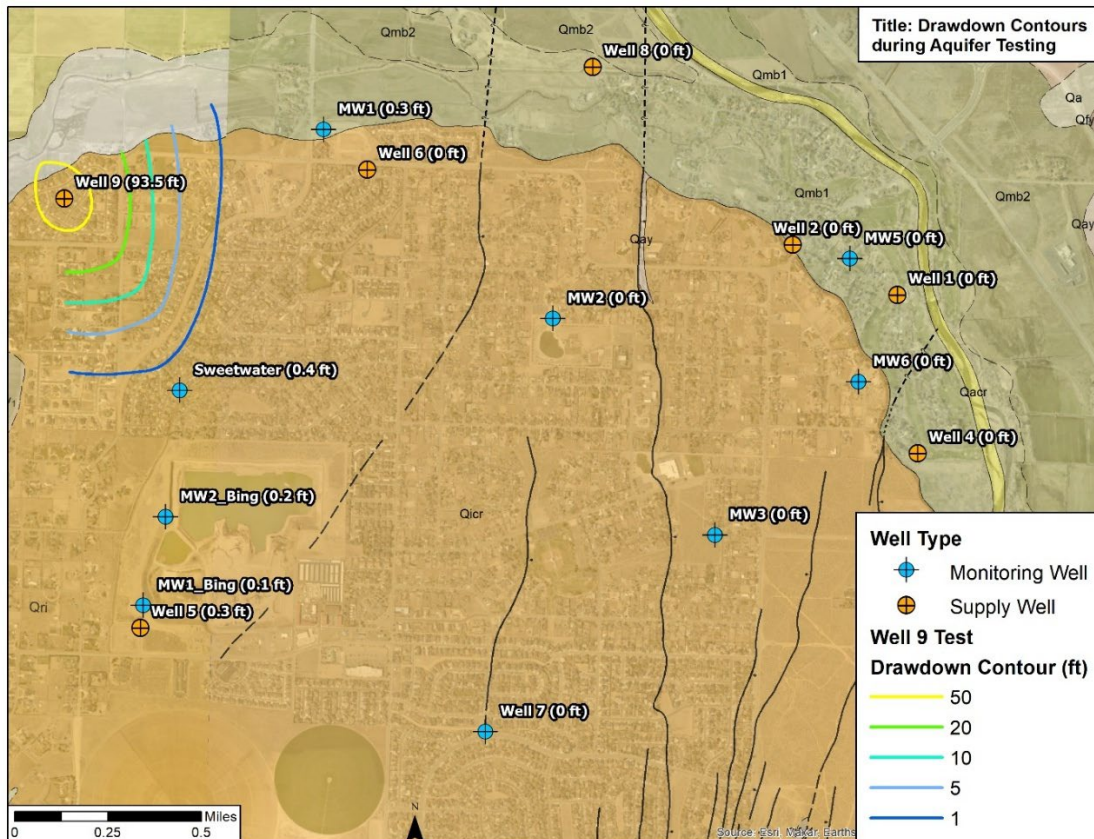 Title: Drawdown Contours
during Aquifer Testing
Qmb2
Qmb2
Well 8 (0 ft)
Qmb1
Qa
Qmb2
MW1 (0.3 ft)
Well 6 (0 ft)
Well 9 (93.5 ft)
Qmb1
Qay
Well 2 (0 ft)
Qay
MW5 (0 ft)
Well 1 (0 ft)
MW2 (0 ft)
MW6 (0 ft)
Sweetwater (0.4 ft)
Qacr
Well 4 (0 ft)
MW2_Bing (0.2 ft)
Qicr
MW3 (0 ft)
MW1_Bing (0.1 ft)
Qri
Well 5 (0.3 ft)
Well 7 (0 ft)
Well Type
Monitoring Well
Supply Well
Well 9 Test
Drawdown Contour (ft)
50
20
10
5
1
Miles
0 0.25 0.5
N
Source: Esri, Maxar, Earths